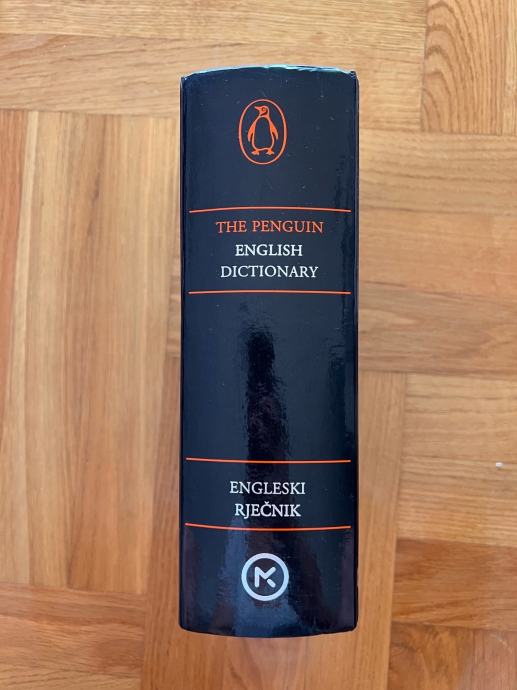 THE PENGUIN
ENGLISH
DICTIONARY
ENGLESKI
RJEČNIK